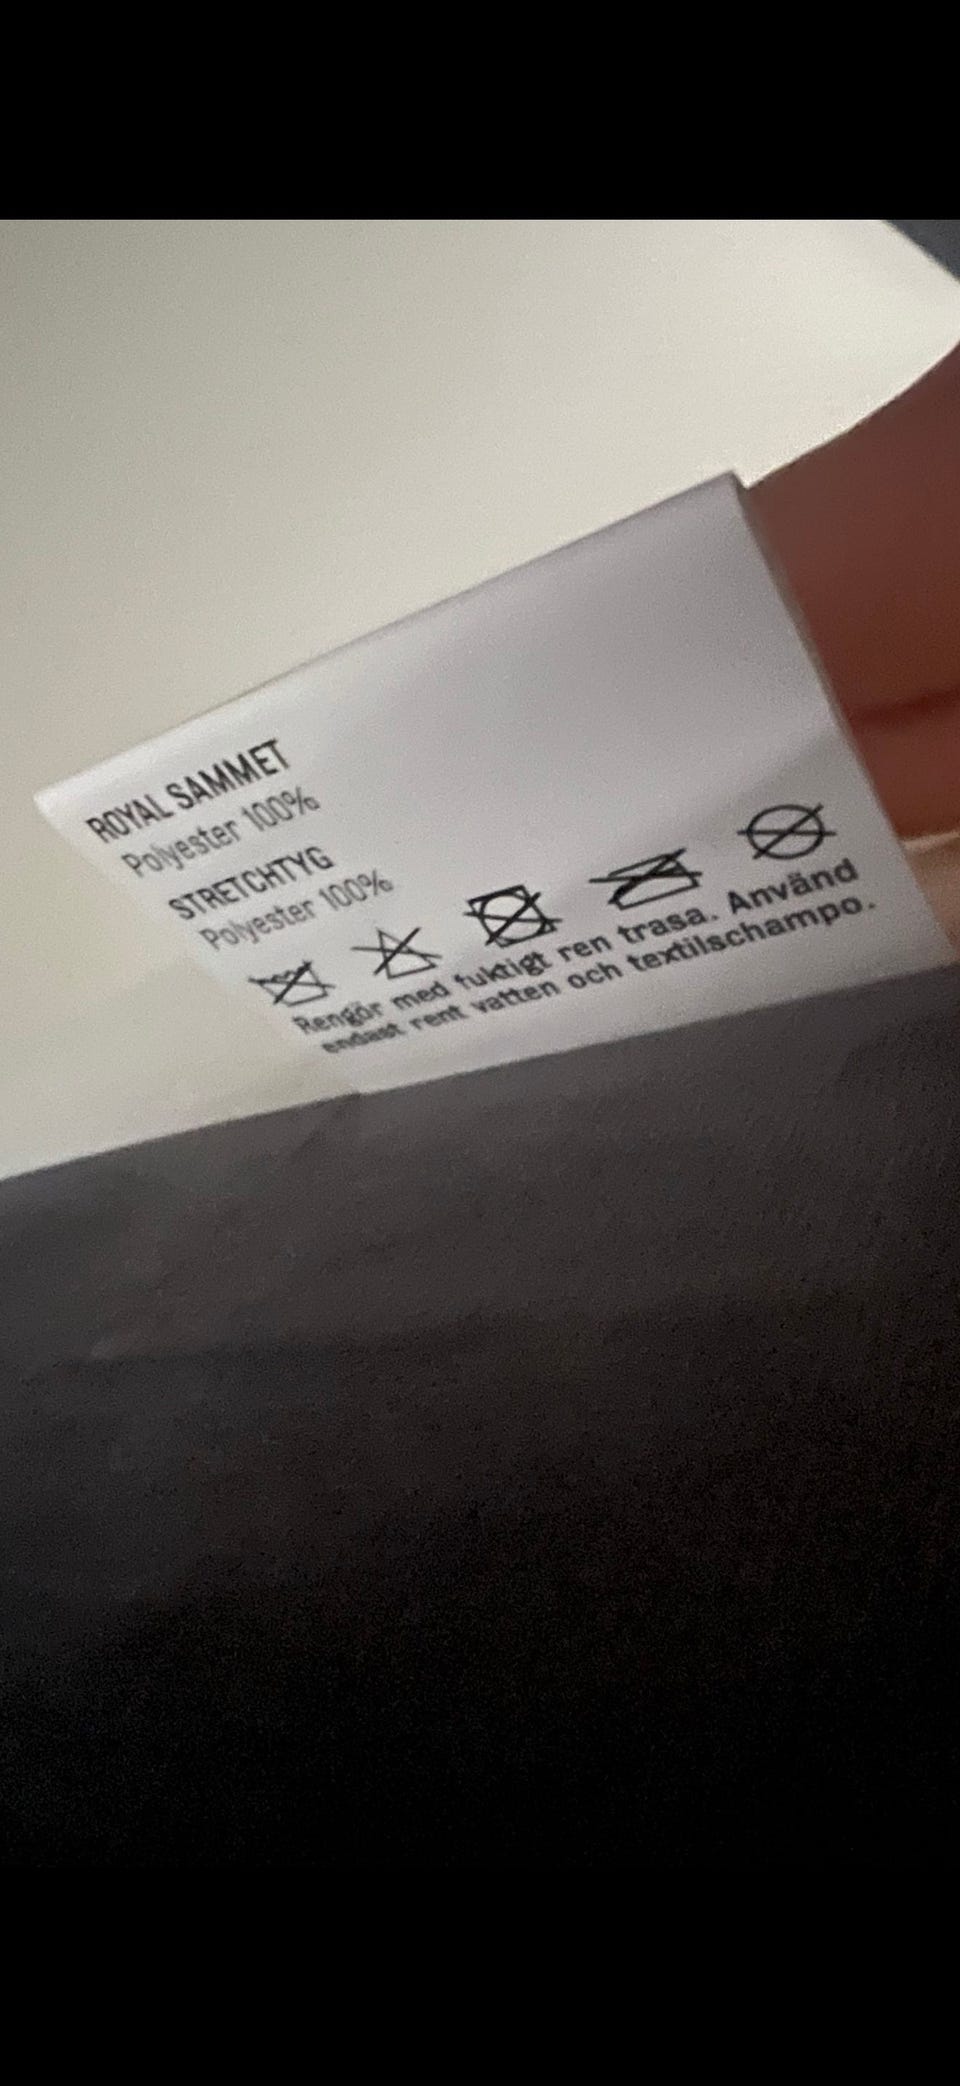 ROYAL SAMMET
Polyester 100%
STRETCHTYG
Polyester 100%
Rengör med fuktigt ren trasa. Använd
endast rent vatten och textilschampo.